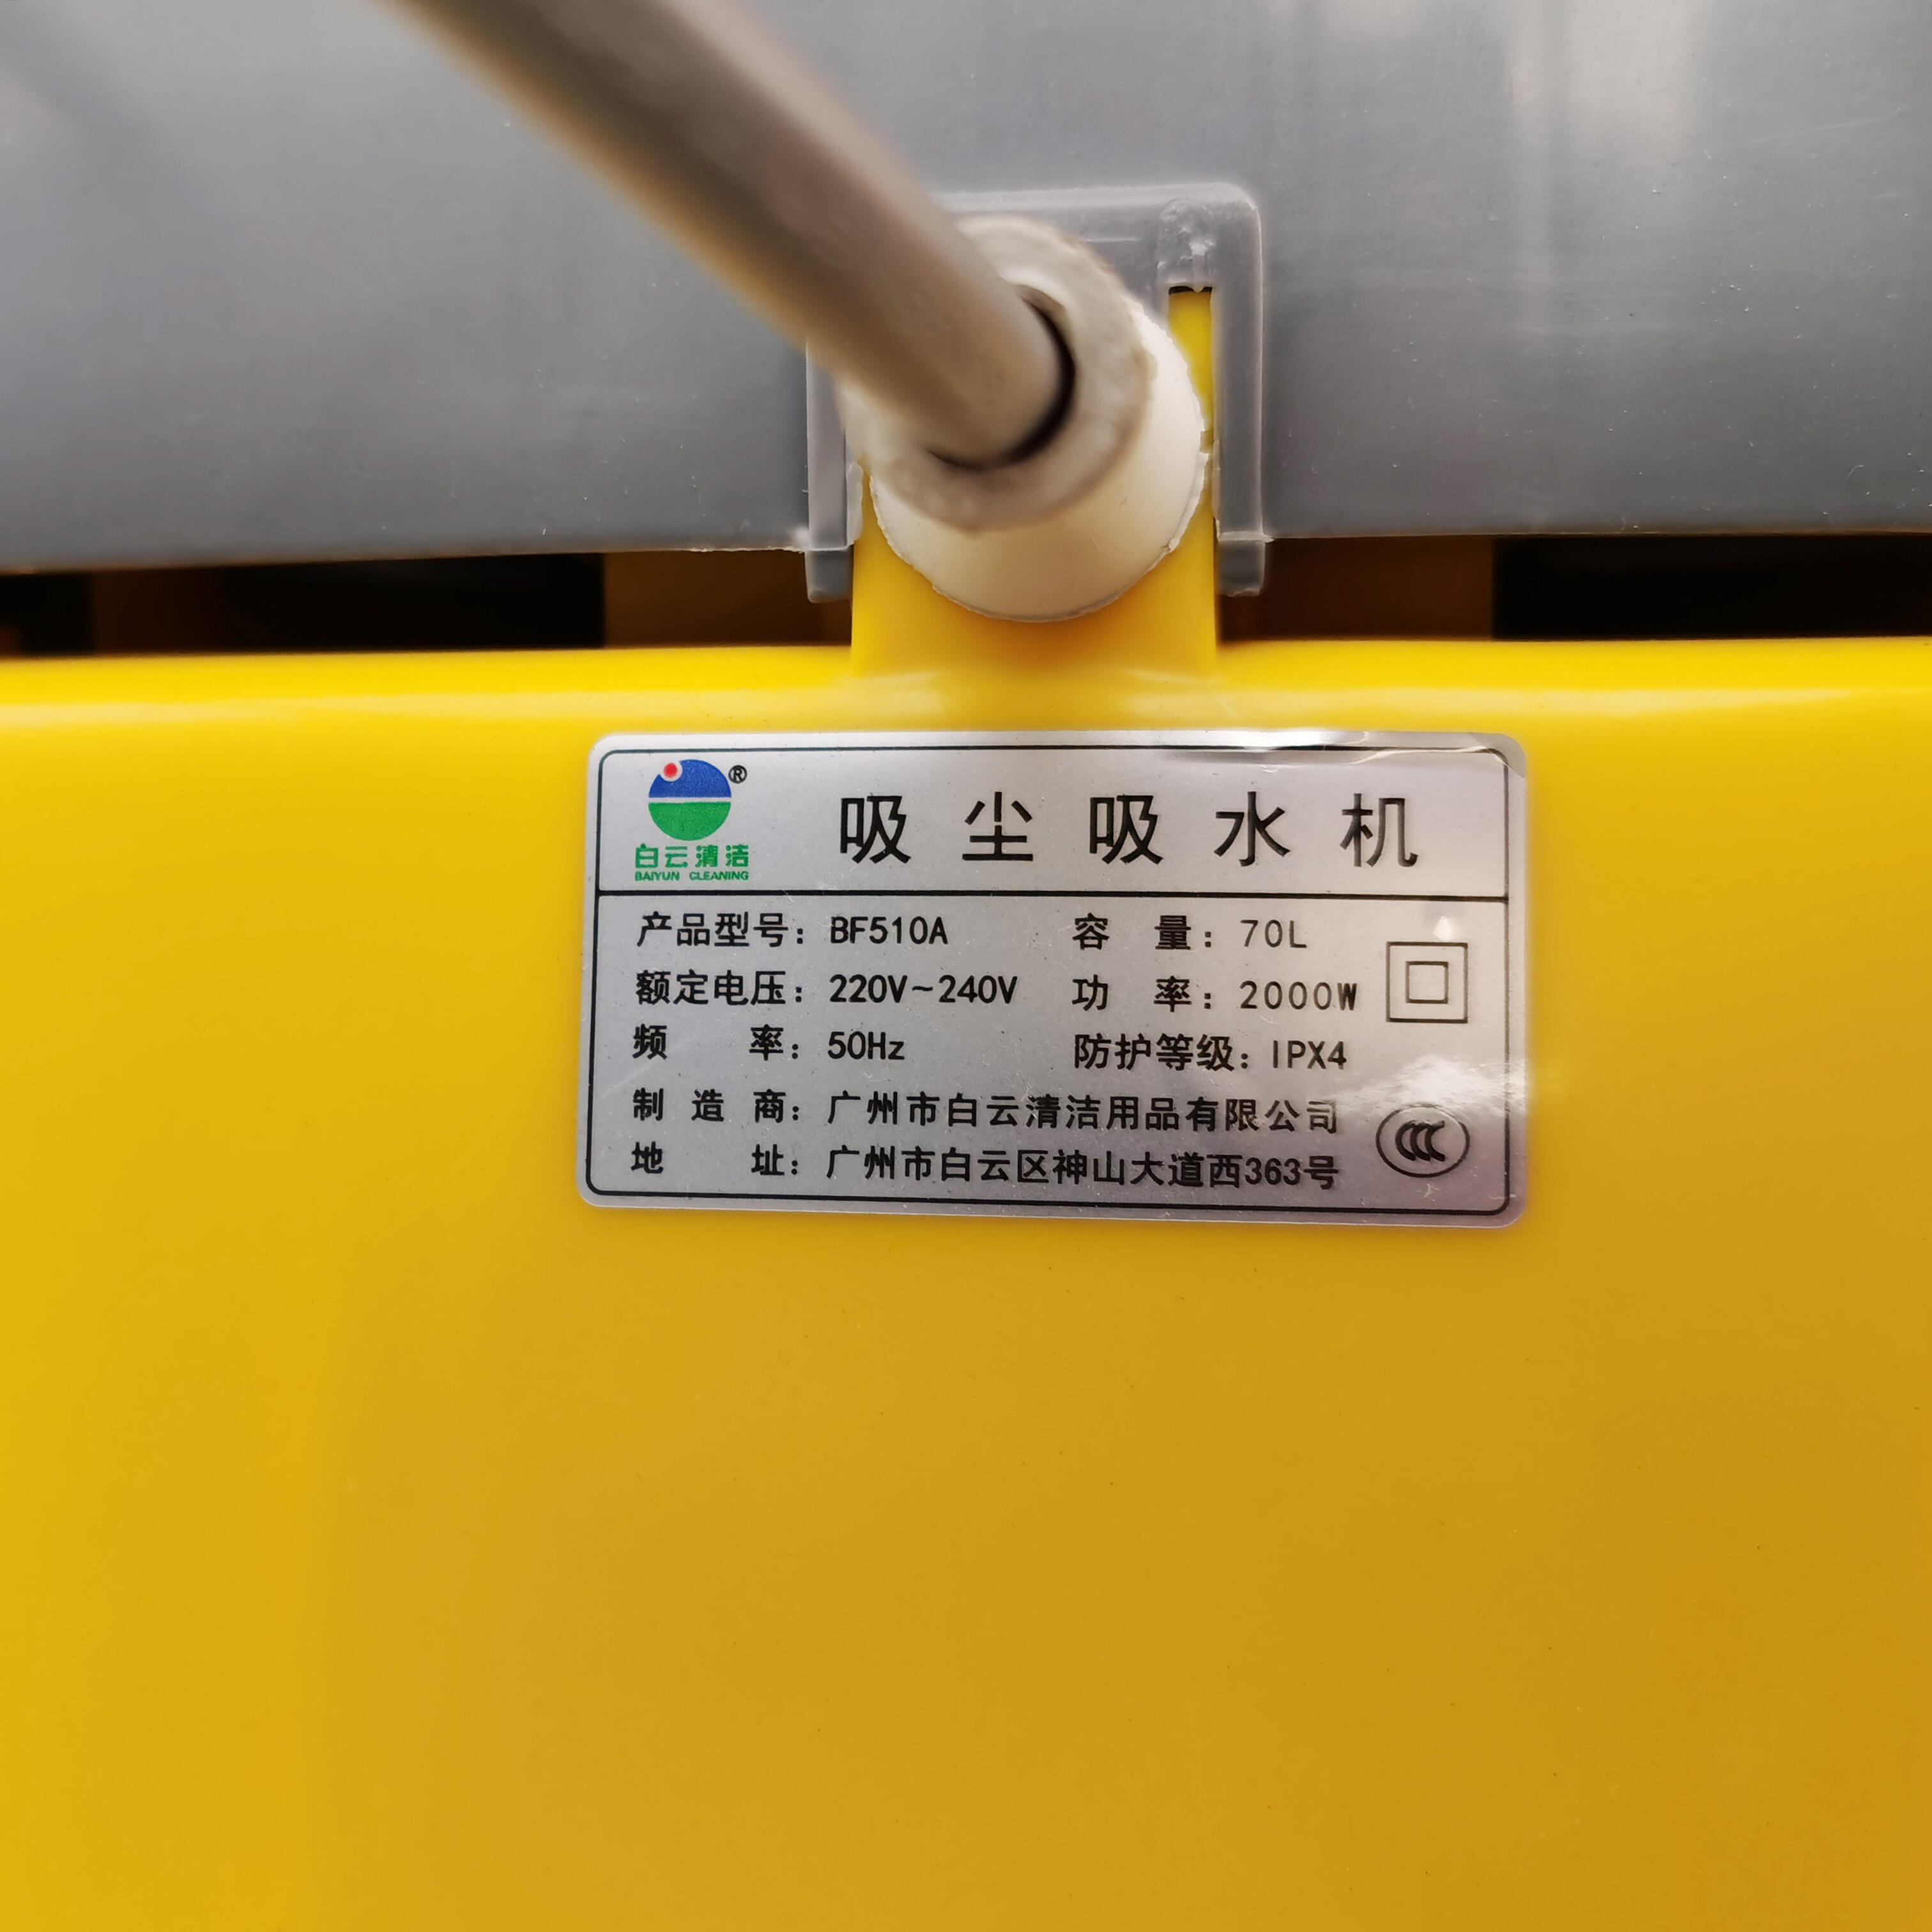 ®
白云清洁
BAIYUN CLEANING
吸尘吸水机
产品型号：BF510A 容量：70L
额定电压：220V~240V 功率：2000W
频率：50Hz 防护等级：IPX4
制造商：广州市白云清洁用品有限公司
地址：广州市白云区神山大道西363号
CCC